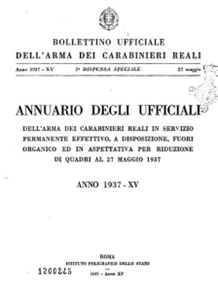 BOLLETTINO UFFICIALE
DELL'ARMA DEI CARABINIERI REALI
Anno 1937 - XV 2ª DISPENSA SPECIALE 27 maggio
ANNUARIO DEGLI UFFICIALI
DELL'ARMA DEI CARABINIERI REALI IN SERVIZIO
PERMANENTE EFFETTIVO, A DISPOSIZIONE, FUORI
ORGANICO ED IN ASPETTATIVA PER RIDUZIONE
DI QUADRI AL 27 MAGGIO 1937
ANNO 1937 - XV
ROMA
ISTITUTO POLIGRAFICO DELLO STATO
1937 - Anno XV
1200245